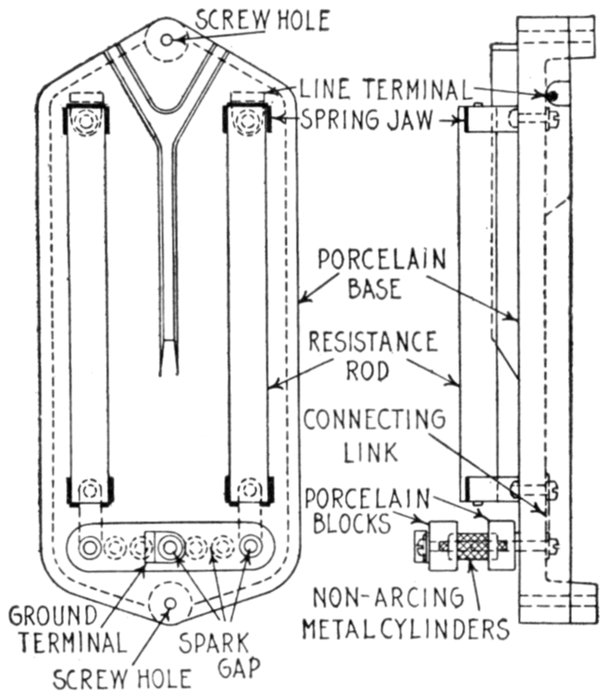 SCREW HOLE
LINE TERMINAL
SPRING JAW
PORCELAIN
BASE
RESISTANCE
ROD
CONNECTING
LINK
PORCELAIN
BLOCKS
NON-ARCING
METAL CYLINDERS
GROUND
TERMINAL
SPARK
GAP
SCREW HOLE